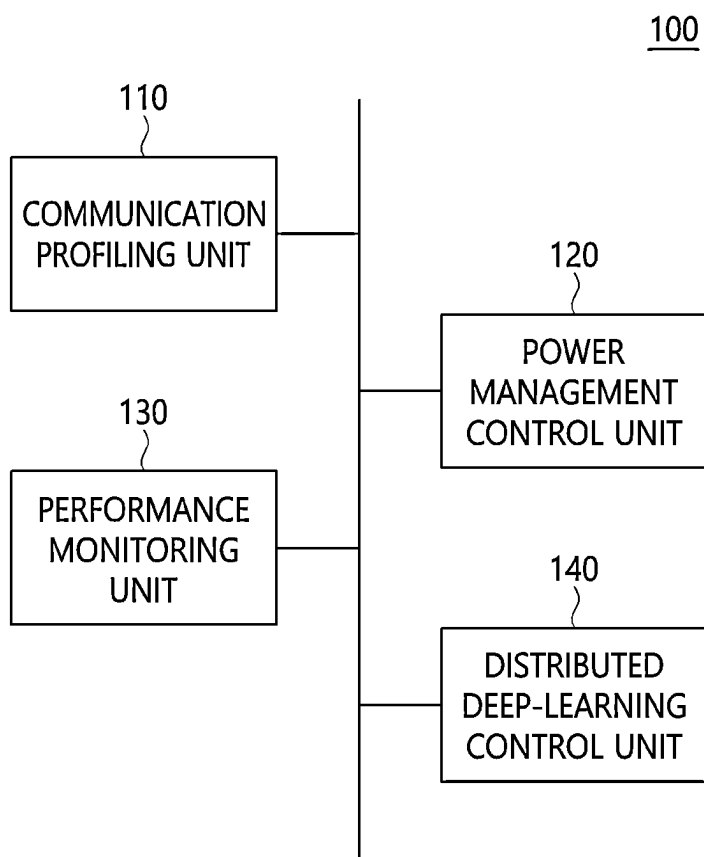 100
110
COMMUNICATION
PROFILING UNIT
120
POWER
MANAGEMENT
CONTROL UNIT
130
PERFORMANCE
MONITORING
UNIT
140
DISTRIBUTED
DEEP-LEARNING
CONTROL UNIT